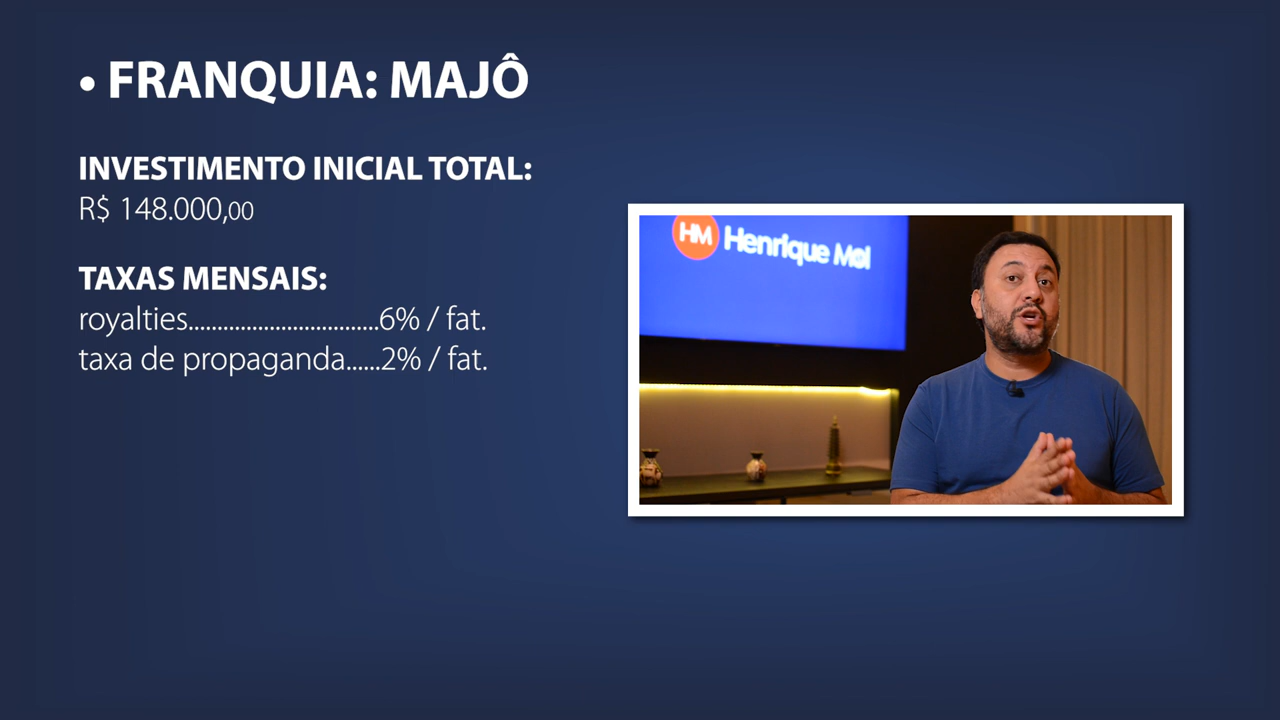 • FRANQUIA: MAJÔ
INVESTIMENTO INICIAL TOTAL:
R$ 148.000,00
TAXAS MENSAIS:
royalties.................................6% / fat.
taxa de propaganda......2% / fat.
HM Henrique Mol